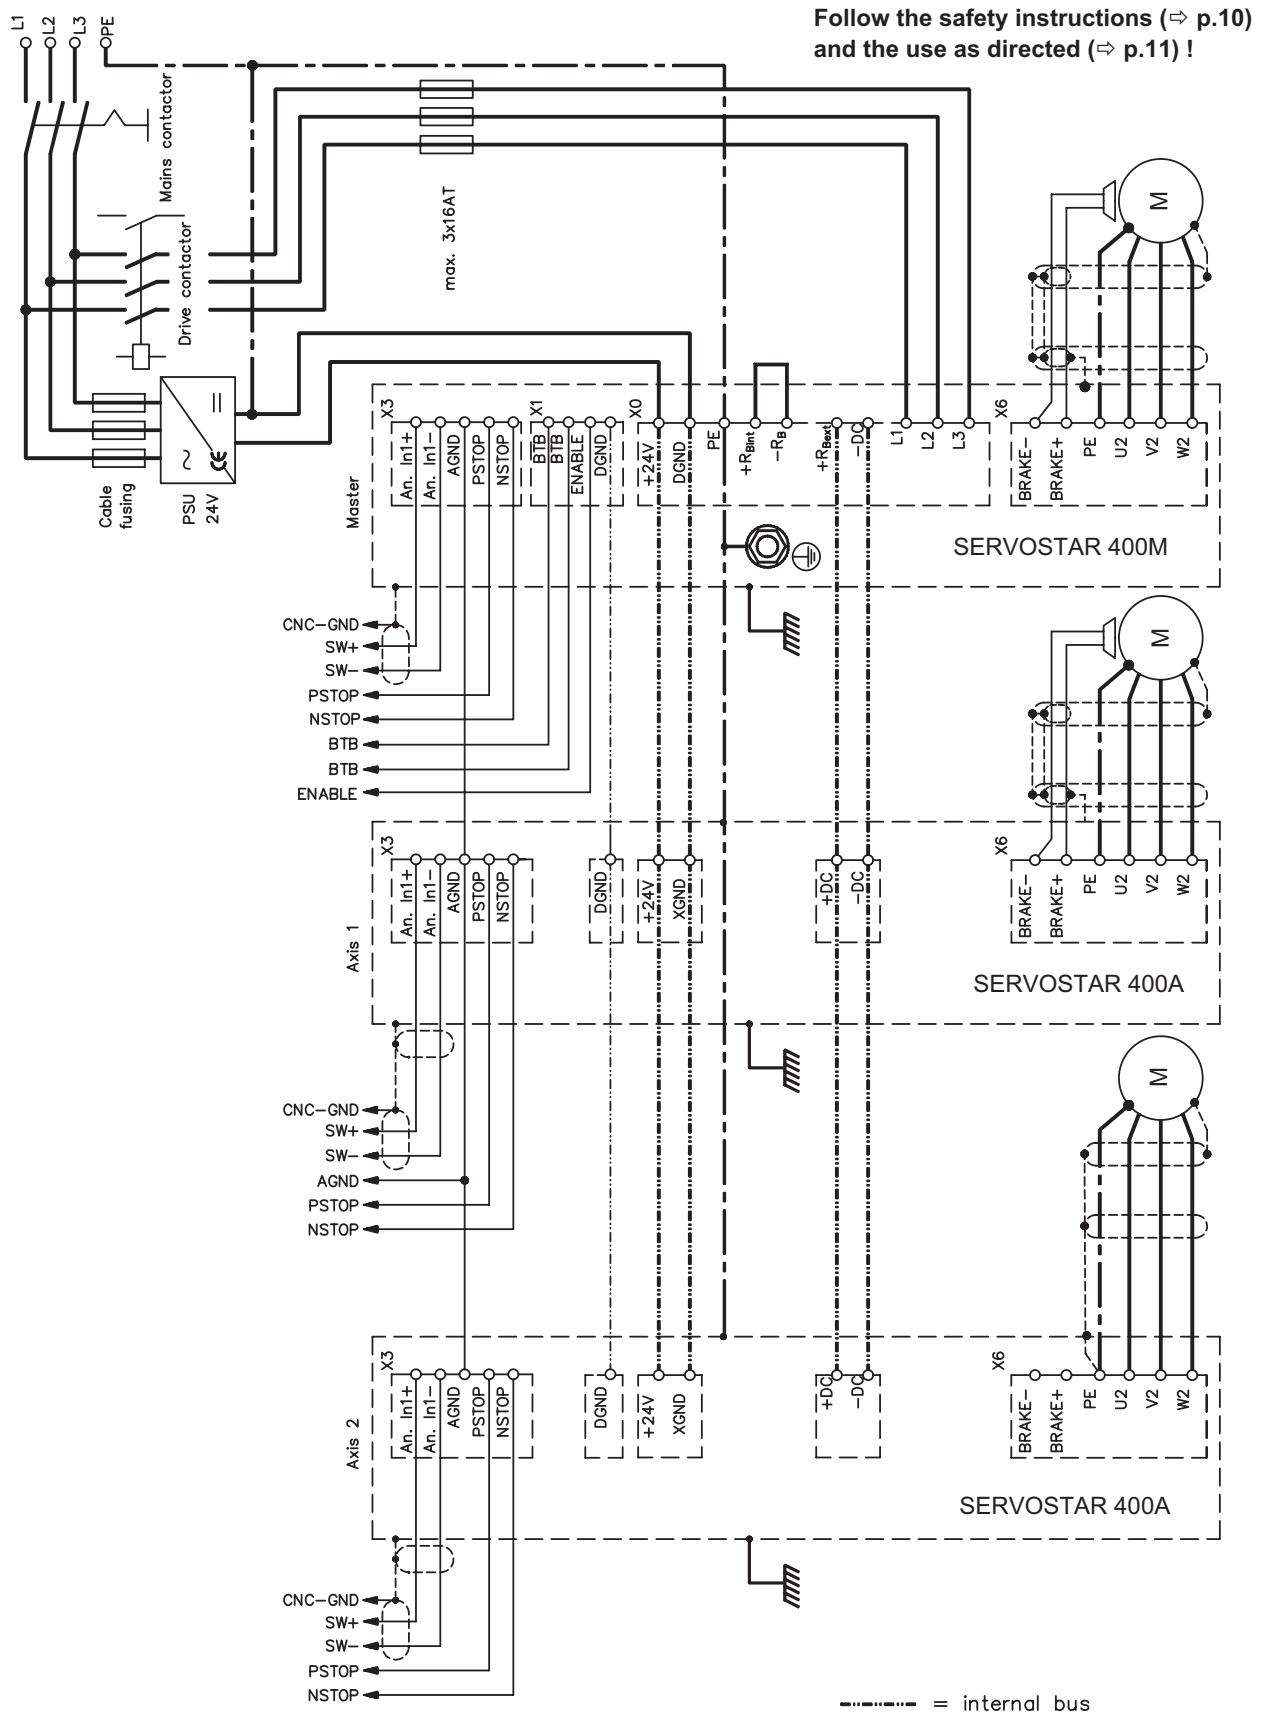 Follow the safety instructions (⇨ p.10)
and the use as directed (⇨ p.11) !
L1
L2
L3
PE
Mains contactor
Drive contactor
max. 3x16AT
Cable
fusing
PSU
24V
~
=
CE
M
Master
X3
An. In1+
An. In1-
AGND
PSTOP
NSTOP
X1
BTB
BTB
ENABLE
DGND
X0
+24V
DGND
PE
+RBint
-RB
+RBext
-DC
L1
L2
L3
X6
BRAKE-
BRAKE+
PE
U2
V2
W2
SERVOSTAR 400M
CNC-GND
SW+
SW-
PSTOP
NSTOP
BTB
BTB
ENABLE
M
Axis 1
X3
An. In1+
An. In1-
AGND
PSTOP
NSTOP
DGND
+24V
XGND
+DC
-DC
X6
BRAKE-
BRAKE+
PE
U2
V2
W2
SERVOSTAR 400A
CNC-GND
SW+
SW-
AGND
PSTOP
NSTOP
M
Axis 2
X3
An. In1+
An. In1-
AGND
PSTOP
NSTOP
DGND
+24V
XGND
+DC
-DC
X6
BRAKE-
BRAKE+
PE
U2
V2
W2
SERVOSTAR 400A
CNC-GND
SW+
SW-
PSTOP
NSTOP
= internal bus